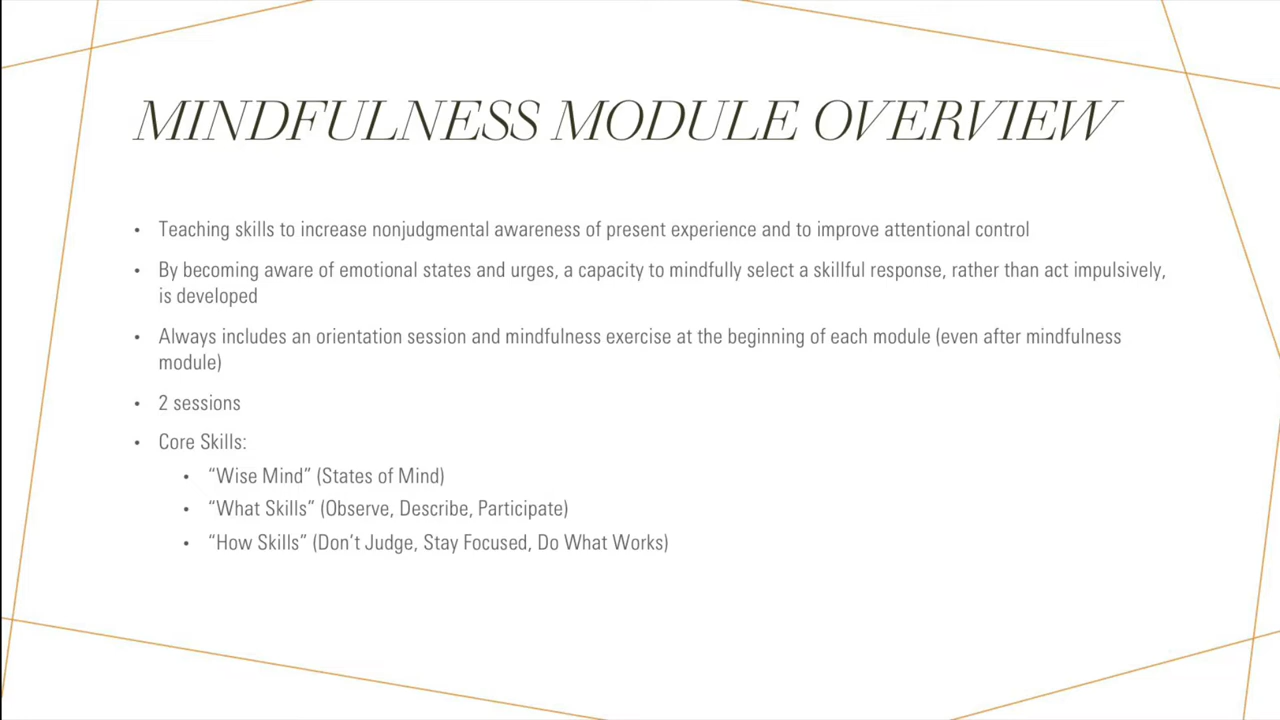 MINDFULNESS MODULE OVERVIEW
• Teaching skills to increase nonjudgmental awareness of present experience and to improve attentional control
• By becoming aware of emotional states and urges, a capacity to mindfully select a skillful response, rather than act impulsively,
is developed
• Always includes an orientation session and mindfulness exercise at the beginning of each module (even after mindfulness
module)
• 2 sessions
• Core Skills:
• “Wise Mind” (States of Mind)
• “What Skills” (Observe, Describe, Participate)
• “How Skills” (Don’t Judge, Stay Focused, Do What Works)